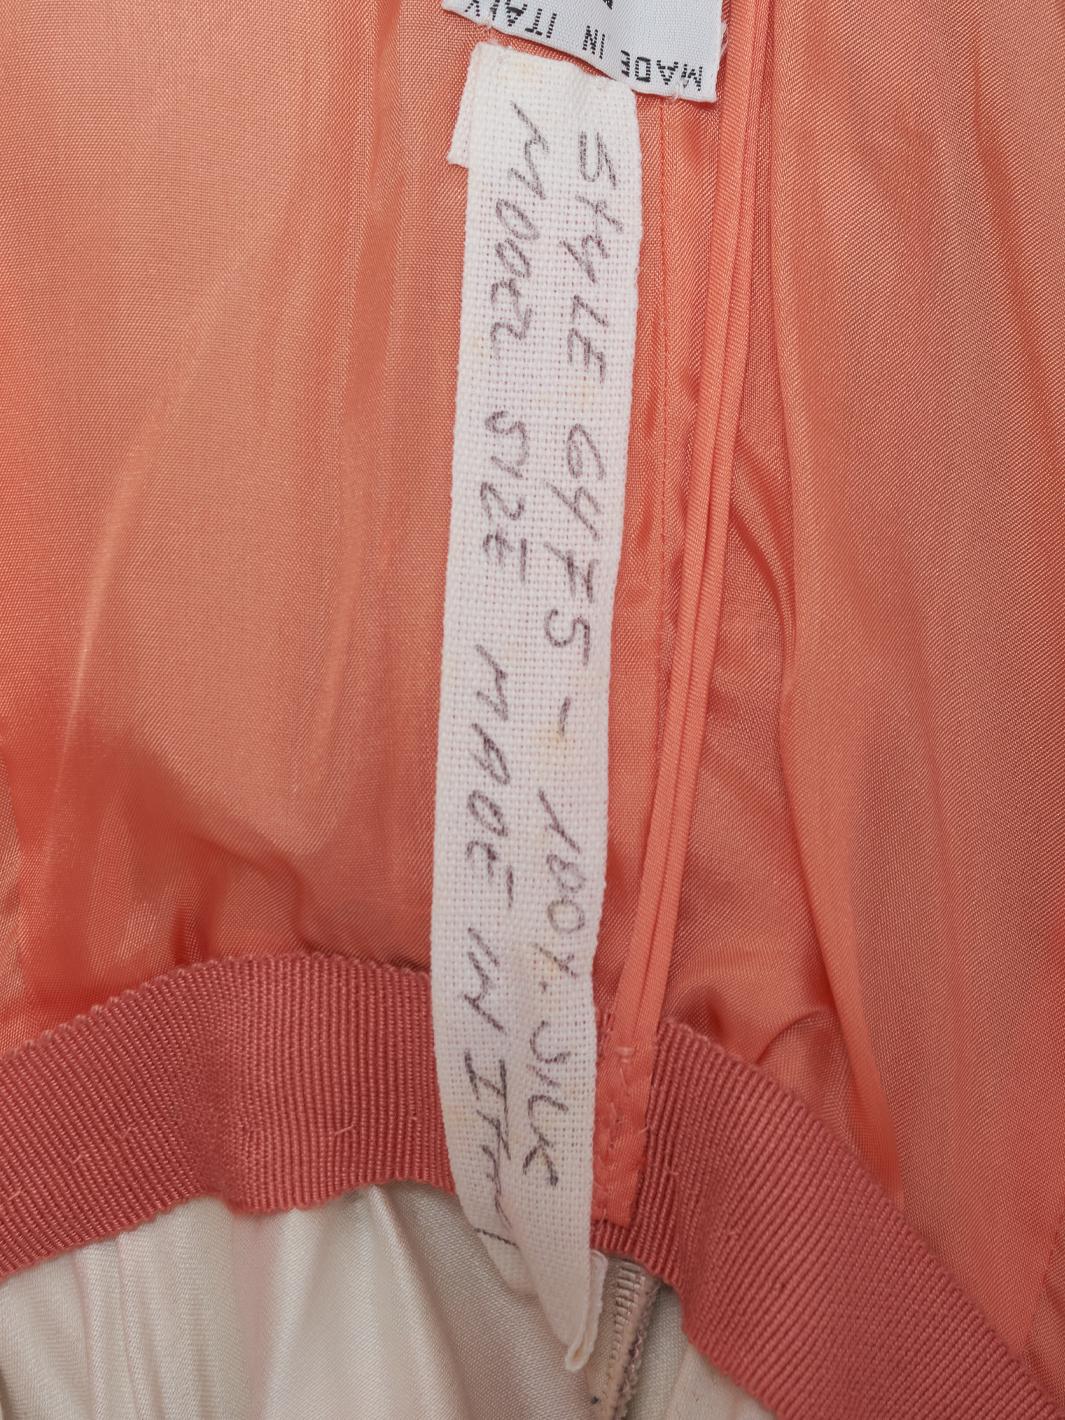 MADE IN ITALY
STYLE 6475 - 100%. SILK
MODEL SIZE MADE IN ITALY